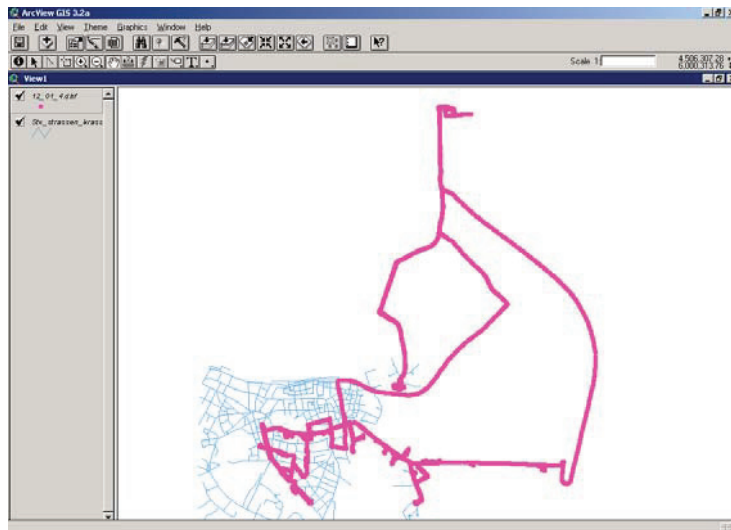 ArcView GIS 3.2a
File Edit View Theme Graphics Window Help
Scale 1:
4.506.307,28
6.000.313,76
View1
12_01_4.dbf